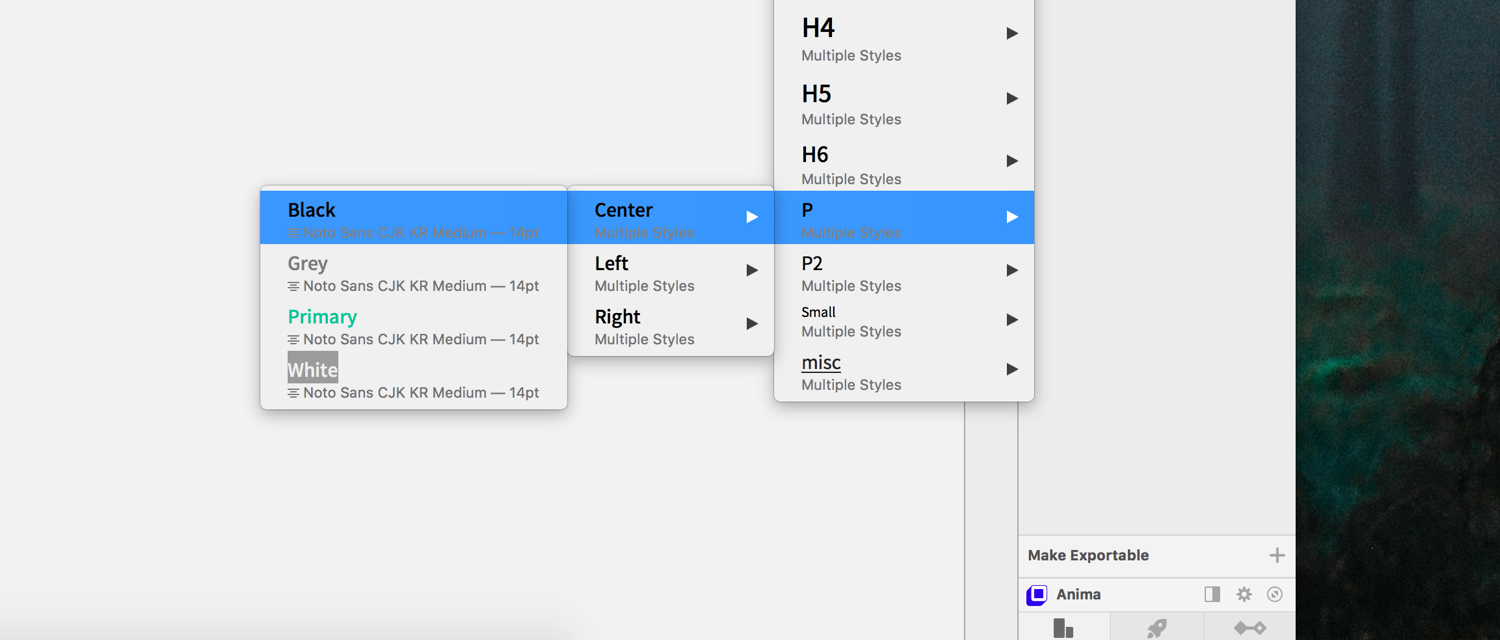 H4
Multiple Styles
H5
Multiple Styles
H6
Multiple Styles
P
Multiple Styles
P2
Multiple Styles
Small
Multiple Styles
misc
Multiple Styles
Center
Multiple Styles
Left
Multiple Styles
Right
Multiple Styles
Black
Noto Sans CJK KR Medium — 14pt
Grey
Noto Sans CJK KR Medium — 14pt
Primary
Noto Sans CJK KR Medium — 14pt
White
Noto Sans CJK KR Medium — 14pt
Make Exportable
Anima